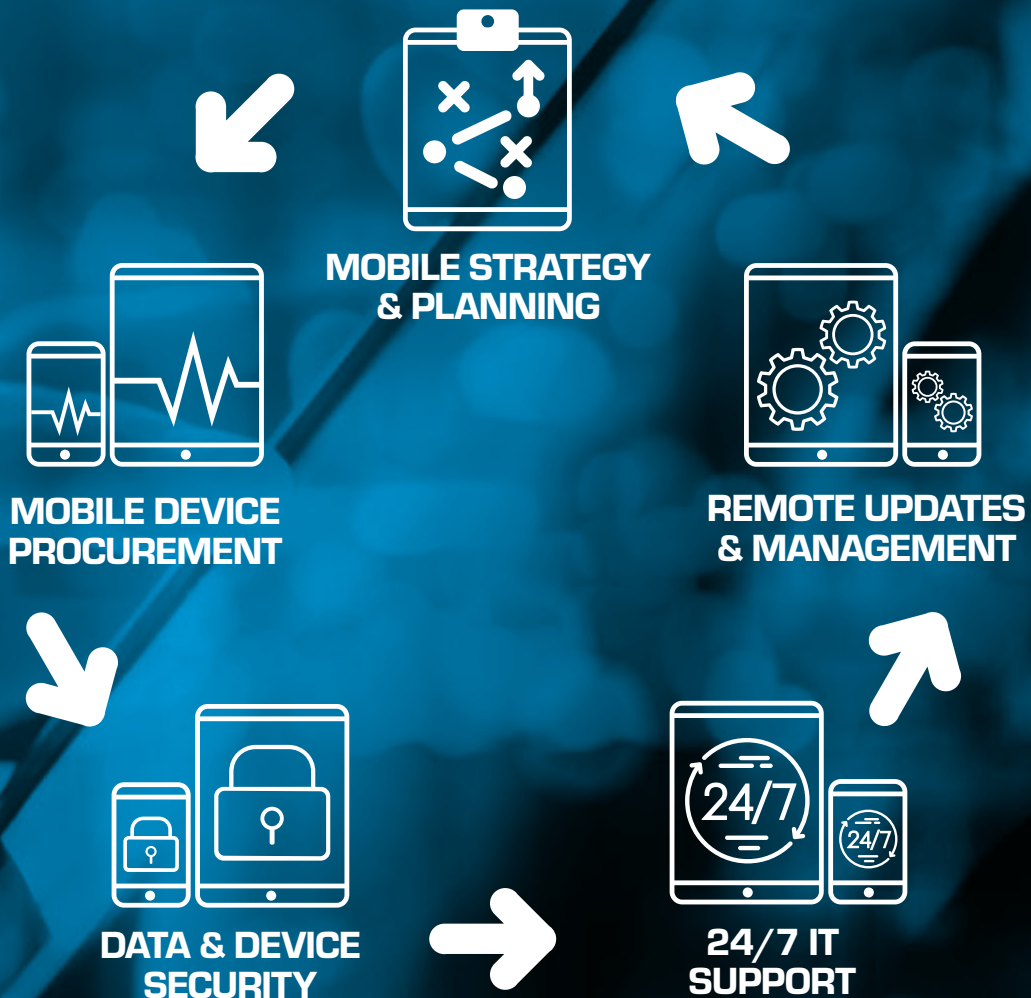 MOBILE STRATEGY
& PLANNING
MOBILE DEVICE
PROCUREMENT
REMOTE UPDATES
& MANAGEMENT
24/7
24/7
DATA & DEVICE
SECURITY
24/7 IT
SUPPORT